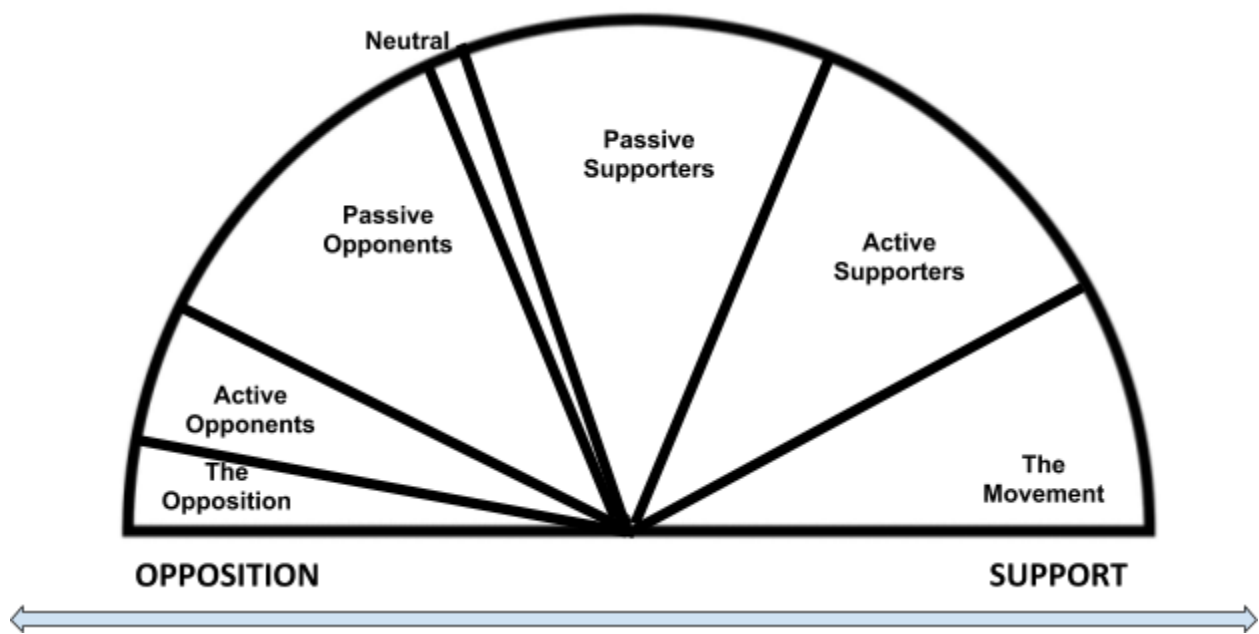 Neutral
Passive
Supporters
Passive
Opponents
Active
Supporters
Active
Opponents
The
Opposition
The
Movement
OPPOSITION
SUPPORT